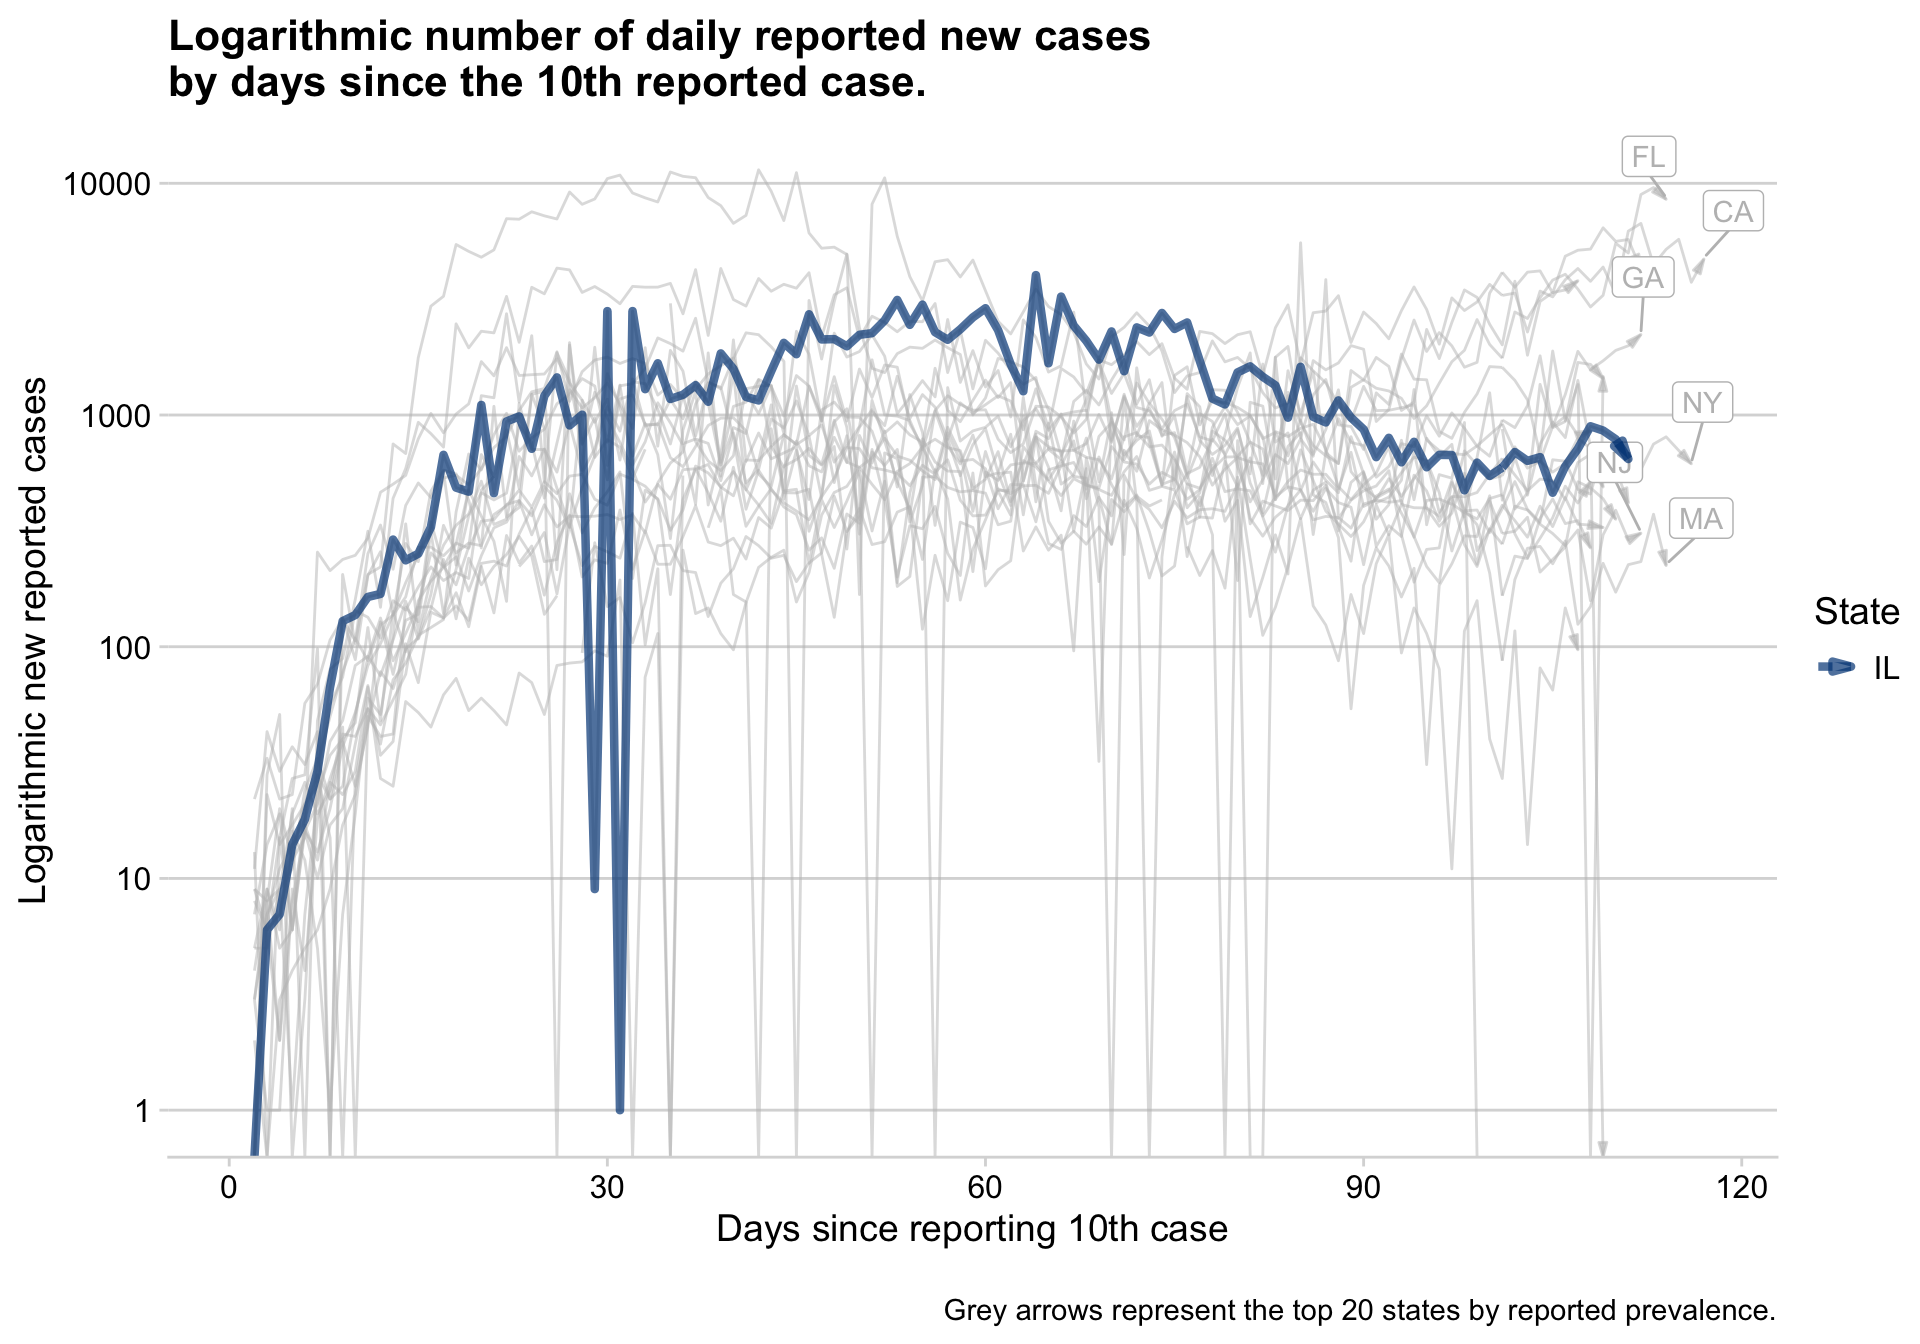 Logarithmic number of daily reported new cases
by days since the 10th reported case.
Logarithmic new reported cases
10000
1000
100
10
1
FL
CA
GA
NY
NJ
MA
State
IL
0
30
60
90
120
Days since reporting 10th case
Grey arrows represent the top 20 states by reported prevalence.